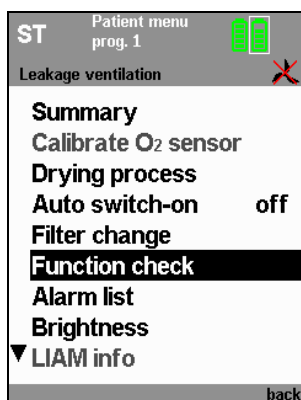 ST
Patient menu
prog. 1
Leakage ventilation
Summary
Calibrate O₂ sensor
Drying process
Auto switch-on off
Filter change
Function check
Alarm list
Brightness
LIAM info
back